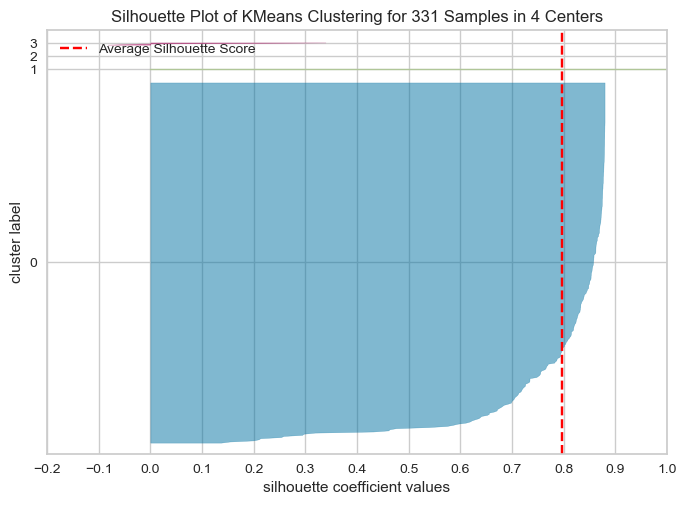 Silhouette Plot of KMeans Clustering for 331 Samples in 4 Centers
Average Silhouette Score
3
2
1
0
cluster label
-0.2 -0.1 0.0 0.1 0.2 0.3 0.4 0.5 0.6 0.7 0.8 0.9 1.0
silhouette coefficient values